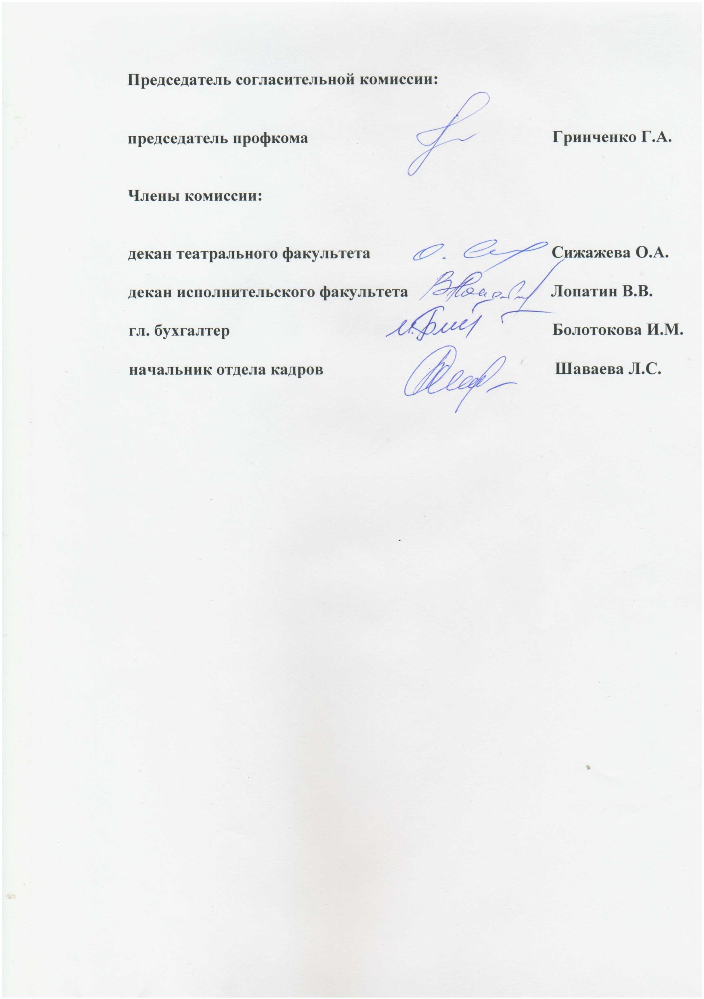 Председатель согласительной комиссии:
председатель профкома Гринченко Г.А.
Члены комиссии:
декан театрального факультета Сижажева О.А.
декан исполнительского факультета Лопатин В.В.
гл. бухгалтер Болотокова И.М.
начальник отдела кадров Шаваева Л.С.